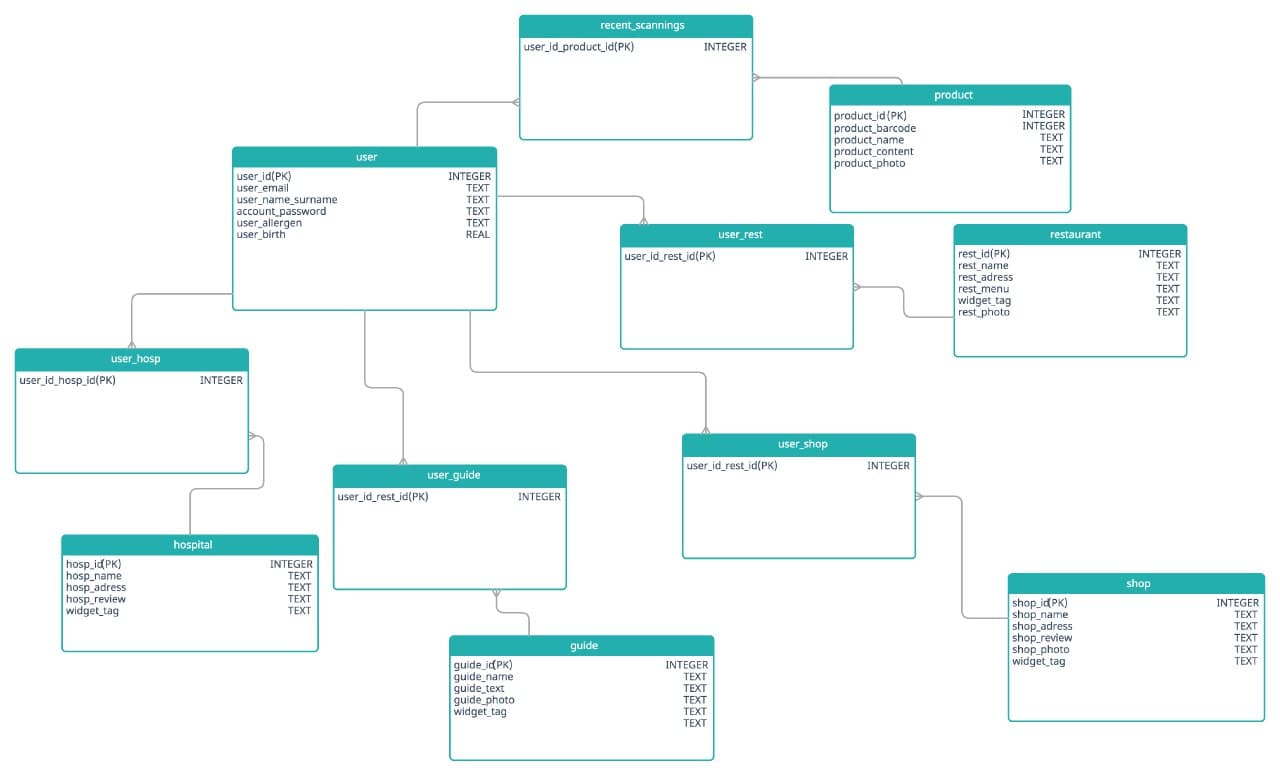 recent_scannings
user_id_product_id(PK) INTEGER
product
product_id (PK) INTEGER
product_barcode INTEGER
product_name TEXT
product_content TEXT
product_photo TEXT
user
user_id(PK) INTEGER
user_email TEXT
user_name_surname TEXT
account_password TEXT
user_allergen TEXT
user_birth REAL
user_rest
user_id_rest_id(PK) INTEGER
restaurant
rest_id(PK) INTEGER
rest_name TEXT
rest_adress TEXT
rest_menu TEXT
widget_tag TEXT
rest_photo TEXT
user_hosp
user_id_hosp_id(PK) INTEGER
user_guide
user_id_rest_id(PK) INTEGER
user_shop
user_id_rest_id(PK) INTEGER
hospital
hosp_id(PK) INTEGER
hosp_name TEXT
hosp_adress TEXT
hosp_review TEXT
widget_tag TEXT
shop
shop_id(PK) INTEGER
shop_name TEXT
shop_adress TEXT
shop_review TEXT
shop_photo TEXT
widget_tag TEXT
guide
guide_id(PK) INTEGER
guide_name TEXT
guide_text TEXT
guide_photo TEXT
widget_tag TEXT
TEXT